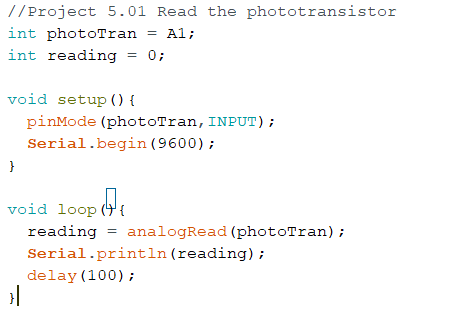 //Project 5.01 Read the phototransistor
int photoTran = A1;
int reading = 0;

void setup(){
  pinMode(photoTran,INPUT);
  Serial.begin(9600);
}

void loop(){
  reading = analogRead(photoTran);
  Serial.println(reading);
  delay(100);
}